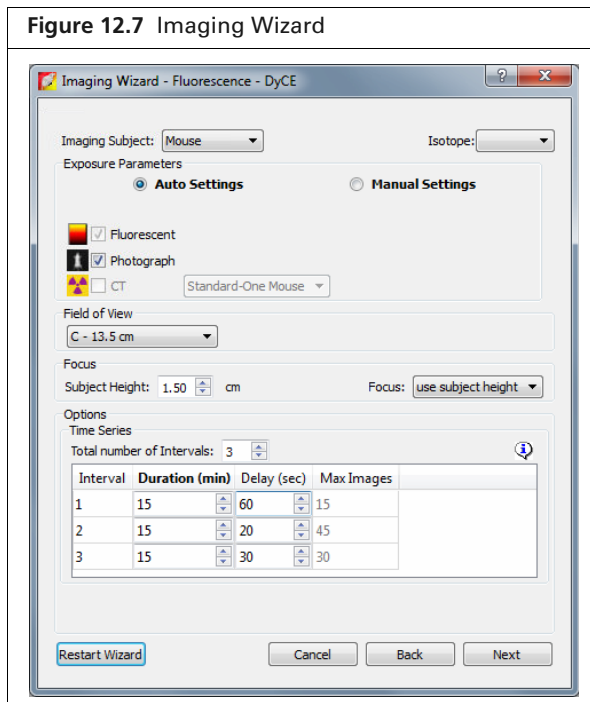 Figure 12.7 Imaging Wizard
Imaging Wizard - Fluorescence - DyCE
Imaging Subject: Mouse Isotope:
Exposure Parameters
Auto Settings Manual Settings
Fluorescent
Photograph
CT Standard-One Mouse
Field of View
C - 13.5 cm
Focus
Subject Height: 1.50 cm Focus: use subject height
Options
Time Series
Total number of Intervals: 3
Interval Duration (min) Delay (sec) Max Images
1 15 60 15
2 15 20 45
3 15 30 30
Restart Wizard Cancel Back Next